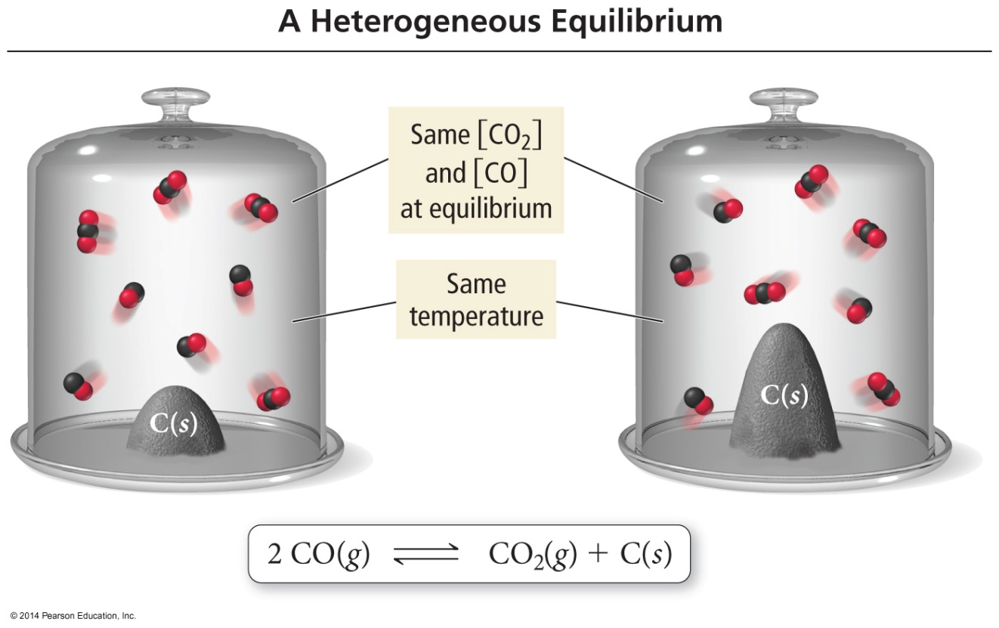 A Heterogeneous Equilibrium
Same [CO₂]
and [CO]
at equilibrium
Same
temperature
C(s)
C(s)
2 CO(g) ⇌ CO₂(g) + C(s)
© 2014 Pearson Education, Inc.